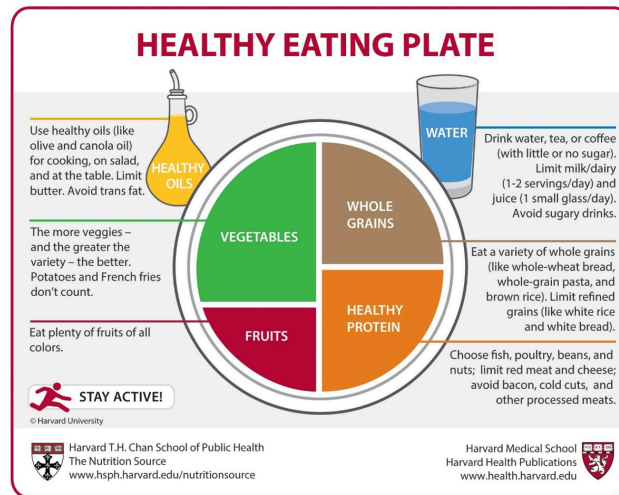 HEALTHY EATING PLATE
Use healthy oils (like
olive and canola oil)
for cooking, on salad,
and at the table. Limit
butter. Avoid trans fat.
HEALTHY
OILS
The more veggies –
and the greater the
variety – the better.
Potatoes and French fries
don’t count.
Eat plenty of fruits of all
colors.
VEGETABLES
FRUITS
WHOLE
GRAINS
HEALTHY
PROTEIN
WATER
Drink water, tea, or coffee
(with little or no sugar).
Limit milk/dairy
(1-2 servings/day) and
juice (1 small glass/day).
Avoid sugary drinks.
Eat a variety of whole grains
(like whole-wheat bread,
whole-grain pasta, and
brown rice). Limit refined
grains (like white rice
and white bread).
Choose fish, poultry, beans, and
nuts; limit red meat and cheese;
avoid bacon, cold cuts, and
other processed meats.
STAY ACTIVE!
© Harvard University
Harvard T.H. Chan School of Public Health
The Nutrition Source
www.hsph.harvard.edu/nutritionsource
Harvard Medical School
Harvard Health Publications
www.health.harvard.edu